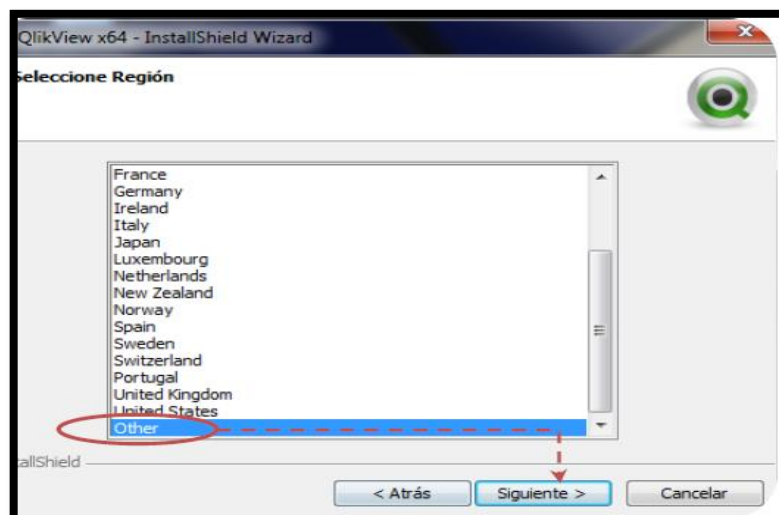 QlikView x64 - InstallShield Wizard
Seleccione Región
France
Germany
Ireland
Italy
Japan
Luxembourg
Netherlands
New Zealand
Norway
Spain
Sweden
Switzerland
Portugal
United Kingdom
United States
Other
tallShield
< Atrás Siguiente > Cancelar